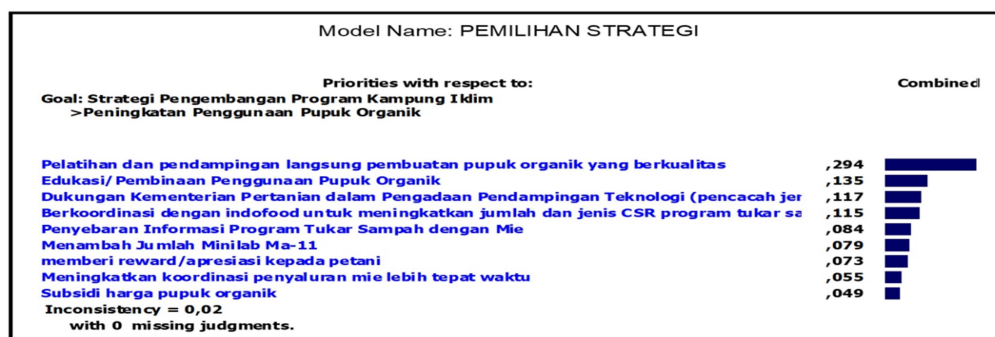 Model Name: PEMILIHAN STRATEGI
Priorities with respect to: Combined
Goal: Strategi Pengembangan Program Kampung Iklim
>Peningkatan Penggunaan Pupuk Organik
Pelatihan dan pendampingan langsung pembuatan pupuk organik yang berkualitas ,294
Edukasi/Pembinaan Penggunaan Pupuk Organik ,135
Dukungan Kementerian Pertanian dalam Pengadaan Pendampingan Teknologi (pencacah jer ,117
Berkoordinasi dengan indofood untuk meningkatkan jumlah dan jenis CSR program tukar sa ,115
Penyebaran Informasi Program Tukar Sampah dengan Mie ,084
Menambah Jumlah Minilab Ma-11 ,079
memberi reward/apresiasi kepada petani ,073
Meningkatkan koordinasi penyaluran mie lebih tepat waktu ,055
Subsidi harga pupuk organik ,049
Inconsistency = 0,02
with 0 missing judgments.